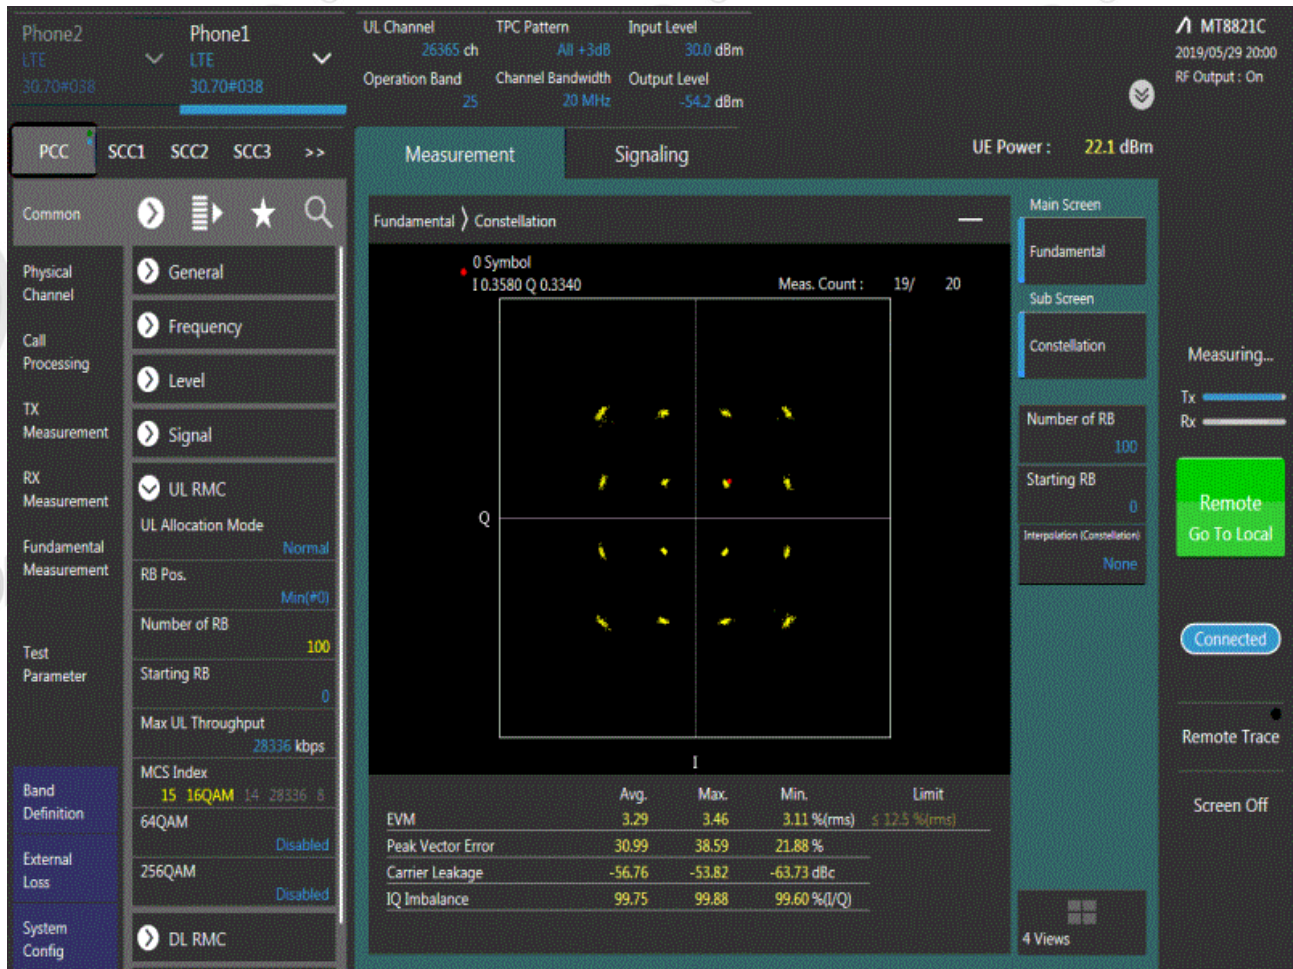 Phone2
LTE
30.70#038
Phone1
LTE
30.70#038
UL Channel
26365 ch
TPC Pattern
All +3dB
Input Level
30.0 dBm
Operation Band
25
Channel Bandwidth
20 MHz
Output Level
-54.2 dBm
MT8821C
2019/05/29 20:00
RF Output : On
PCC SCC1 SCC2 SCC3 >>
Measurement
Signaling
UE Power : 22.1 dBm
Common
Physical
Channel
Call
Processing
TX
Measurement
RX
Measurement
Fundamental
Measurement
Test
Parameter
Band
Definition
External
Loss
System
Config
General
Frequency
Level
Signal
UL RMC
UL Allocation Mode
Normal
RB Pos.
Min(#0)
Number of RB
100
Starting RB
0
Max UL Throughput
28336 kbps
MCS Index
15 16QAM 14 28336 8
64QAM
Disabled
256QAM
Disabled
DL RMC
Fundamental 〉 Constellation
0 Symbol
I 0.3580 Q 0.3340
Meas. Count : 19/ 20
Q
I
Avg. Max. Min. Limit
EVM 3.29 3.46 3.11 %(rms) ≤ 12.5 %(rms)
Peak Vector Error 30.99 38.59 21.88 %
Carrier Leakage -56.76 -53.82 -63.73 dBc
IQ Imbalance 99.75 99.88 99.60 %(I/Q)
Main Screen
Fundamental
Sub Screen
Constellation
Number of RB
100
Starting RB
0
Interpolation (Constellation)
None
4 Views
Measuring...
Tx
Rx
Remote
Go To Local
Connected
Remote Trace
Screen Off